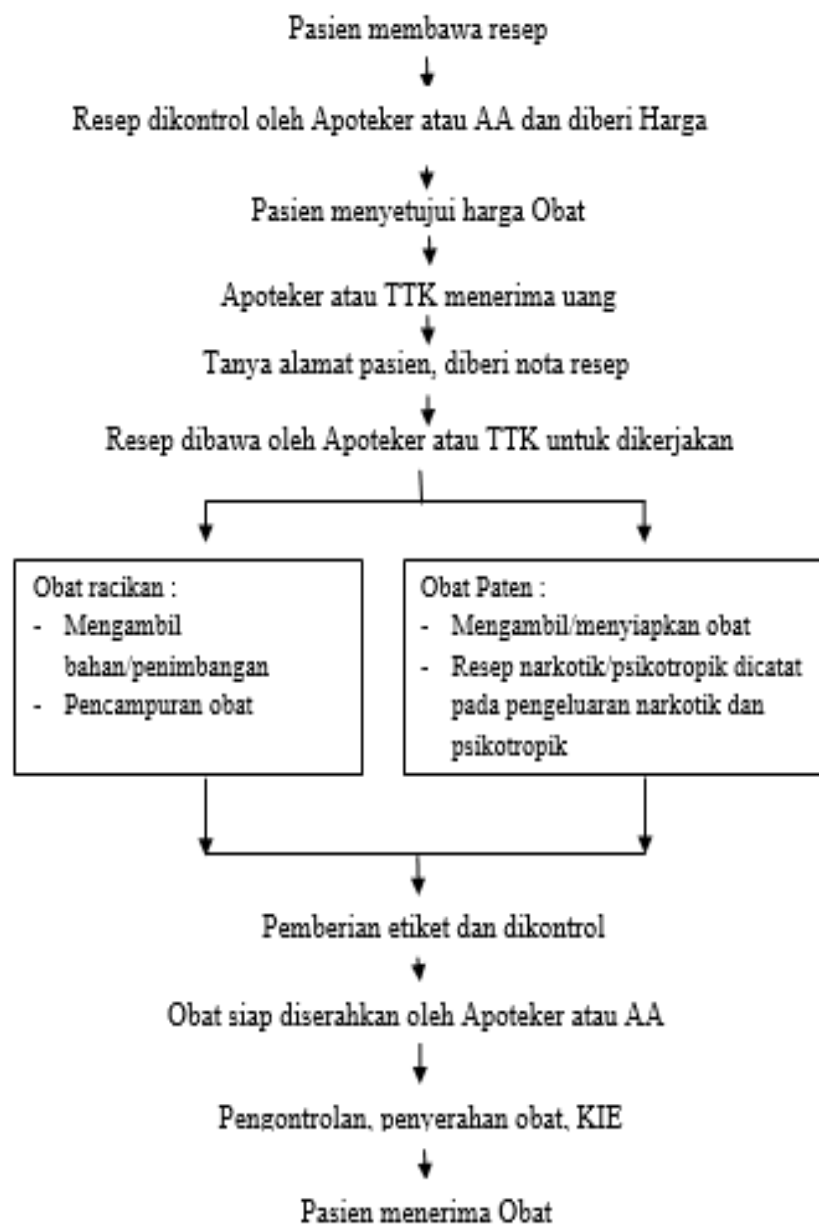 Pasien membawa resep
Resep dikontrol oleh Apoteker atau AA dan diberi Harga
Pasien menyetujui harga Obat
Apoteker atau TTK menerima uang
Tanya alamat pasien, diberi nota resep
Resep dibawa oleh Apoteker atau TTK untuk dikerjakan
Obat racikan :
- Mengambil
bahan/penimbangan
- Pencampuran obat
Obat Paten :
- Mengambil/menyiapkan obat
- Resep narkotik/psikotropik dicatat
pada pengeluaran narkotik dan
psikotropik
Pemberian etiket dan dikontrol
Obat siap diserahkan oleh Apoteker atau AA
Pengontrolan, penyerahan obat, KIE
Pasien menerima Obat